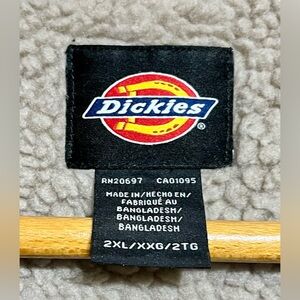 Dickies
®
RN20697 CA01095
MADE IN/HECHO EN/
FABRIQUÉ AU
BANGLADESH/
BANGLADESH/
BANGLADESH
2XL/XXG/2TG